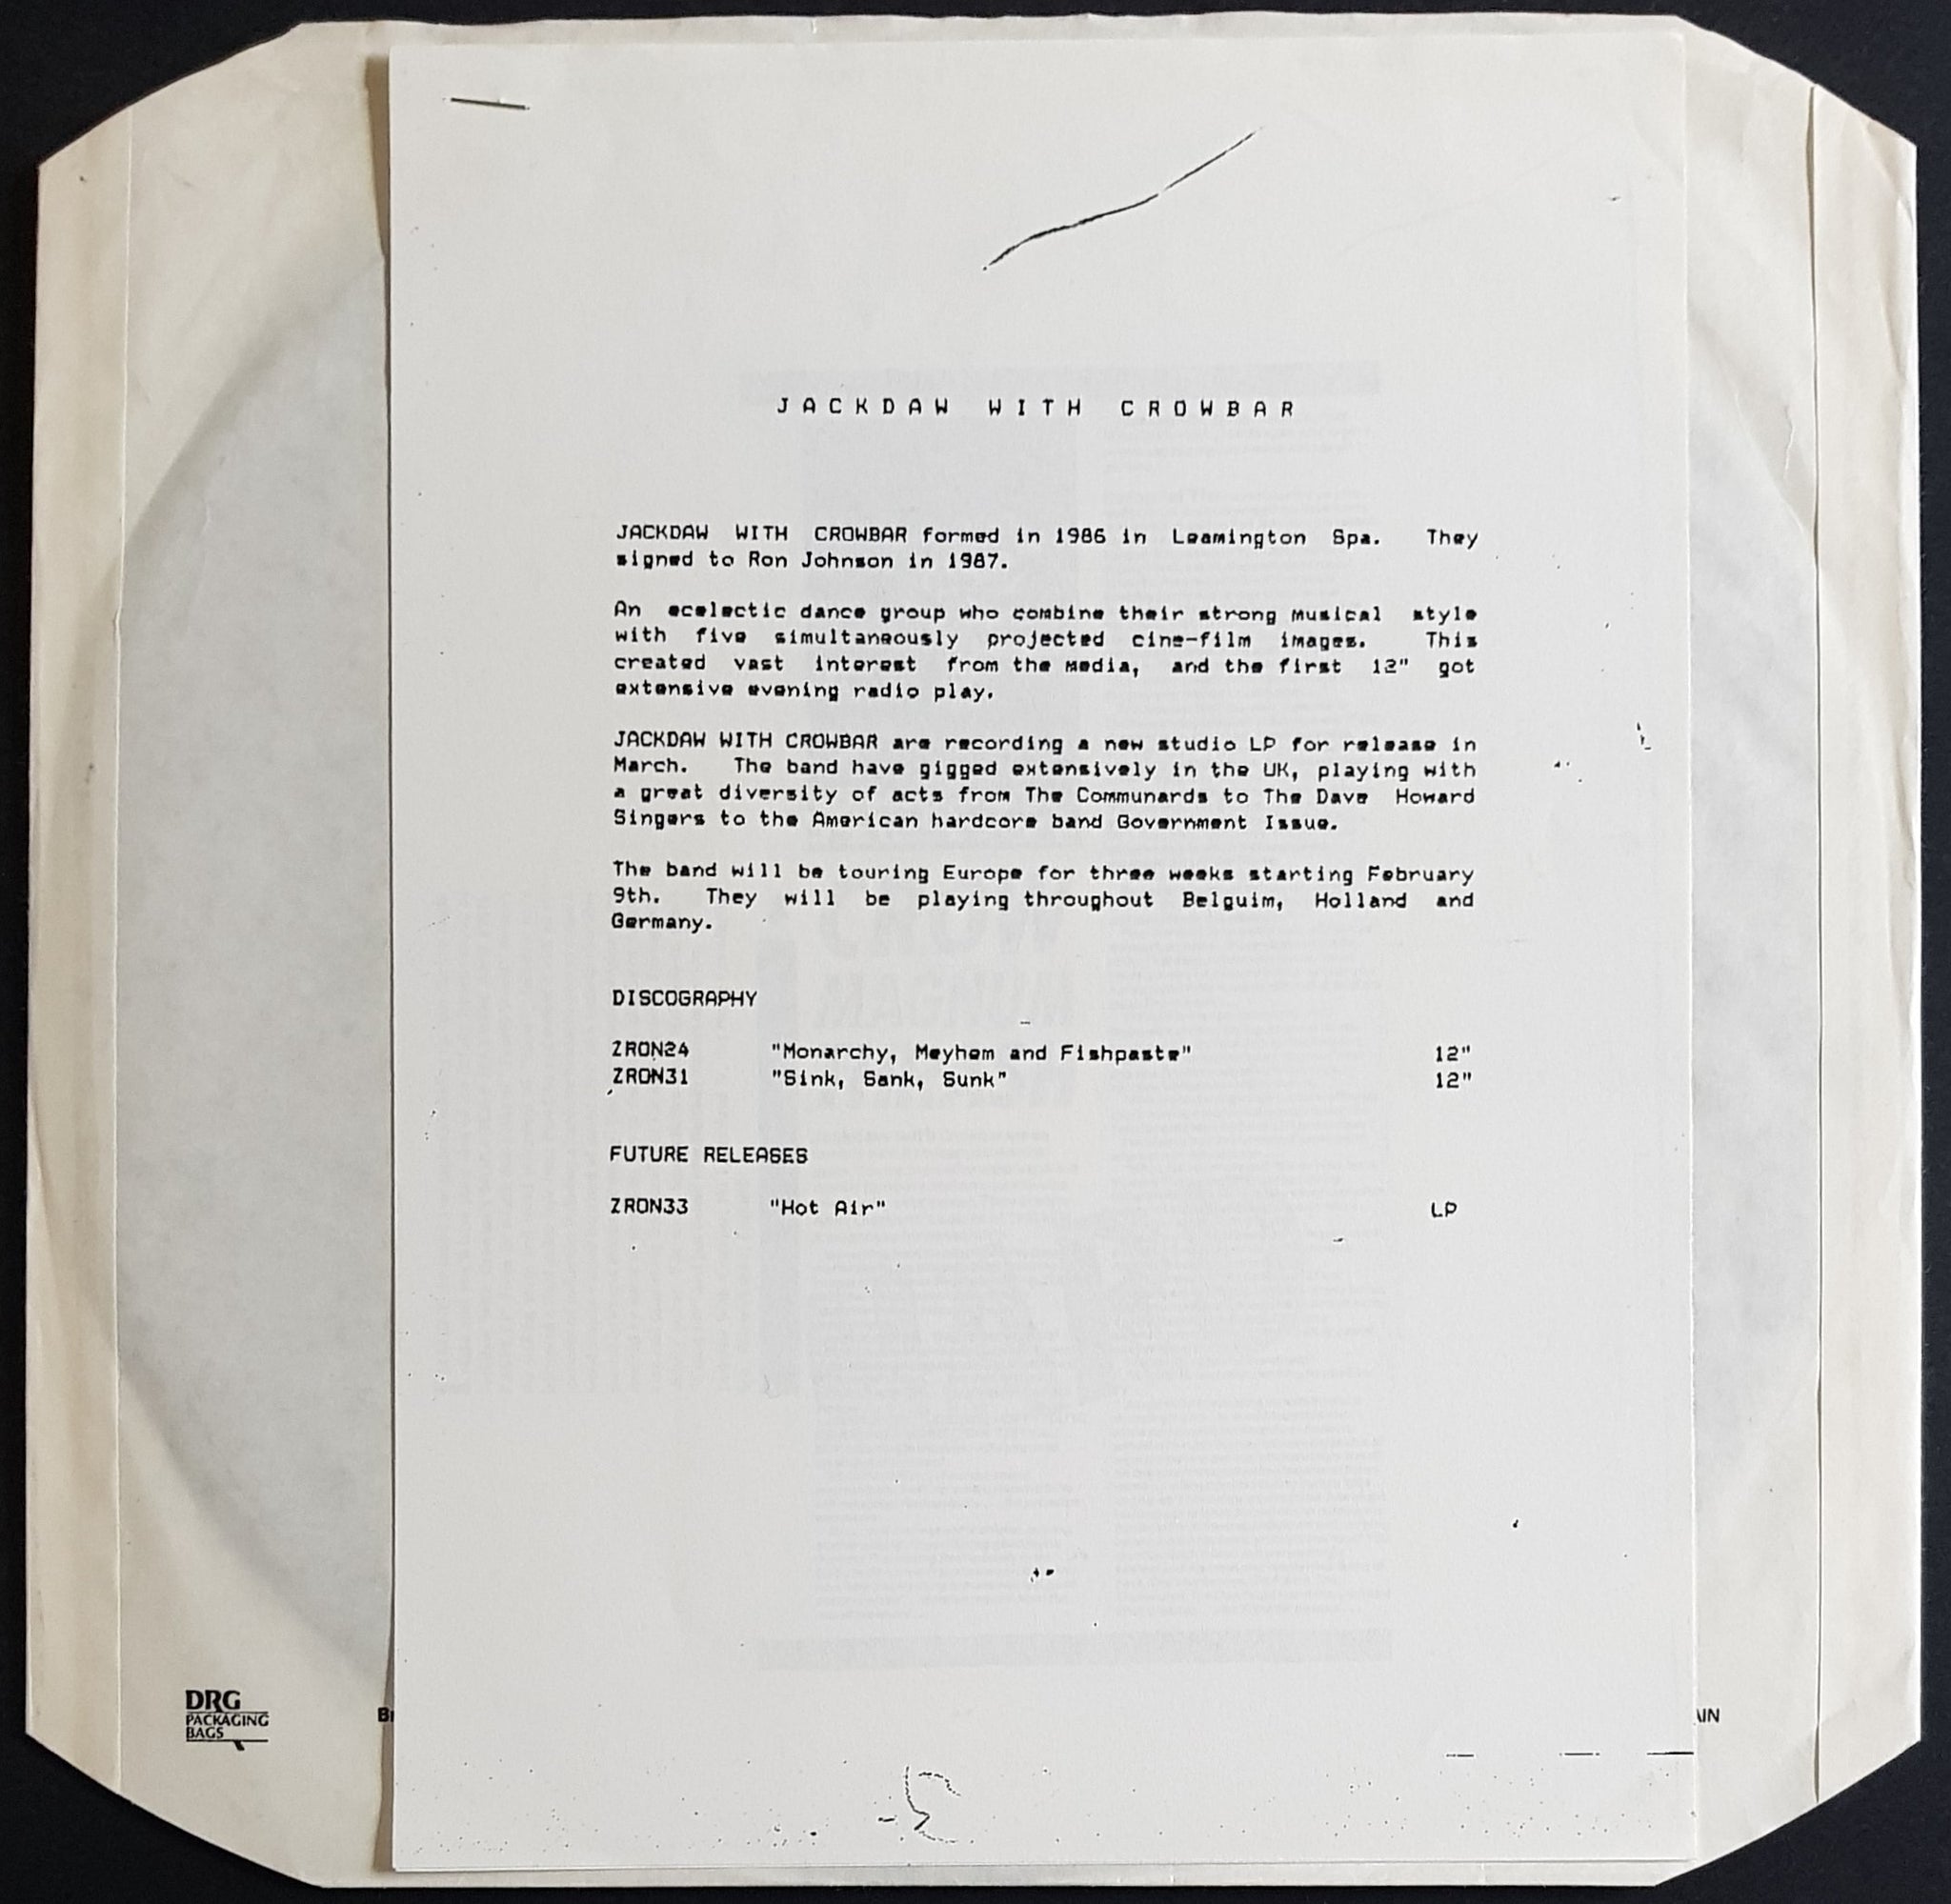 J A C K D A W   W I T H   C R O W B A R
JACKDAW WITH CROWBAR formed in 1986 in Leamington Spa. They
signed to Ron Johnson in 1987.
An ecelectic dance group who combine their strong musical style
with five simultaneously projected cine-film images. This
created vast interest from the media, and the first 12" got
extensive evening radio play.
JACKDAW WITH CROWBAR are recording a new studio LP for release in
March. The band have gigged extensively in the UK, playing with
a great diversity of acts from The Communards to The Dave Howard
Singers to the American hardcore band Government Issue.
The band will be touring Europe for three weeks starting February
9th. They will be playing throughout Belguim, Holland and
Germany.
DISCOGRAPHY
ZRON24 "Monarchy, Meyhem and Fishpaste" 12"
ZRON31 "Sink, Sank, Sunk" 12"
FUTURE RELEASES
ZRON33 "Hot Air" LP
DRG
PACKAGING
BAGS